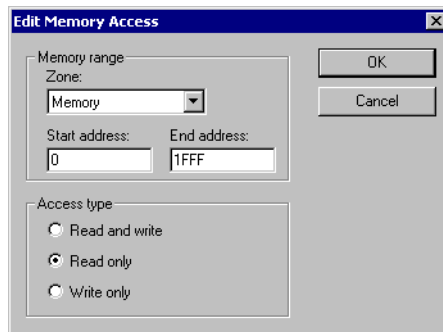 Edit Memory Access
Memory range
Zone:
Memory
Start address: End address:
0 1FFF
Access type
Read and write
Read only
Write only
OK
Cancel